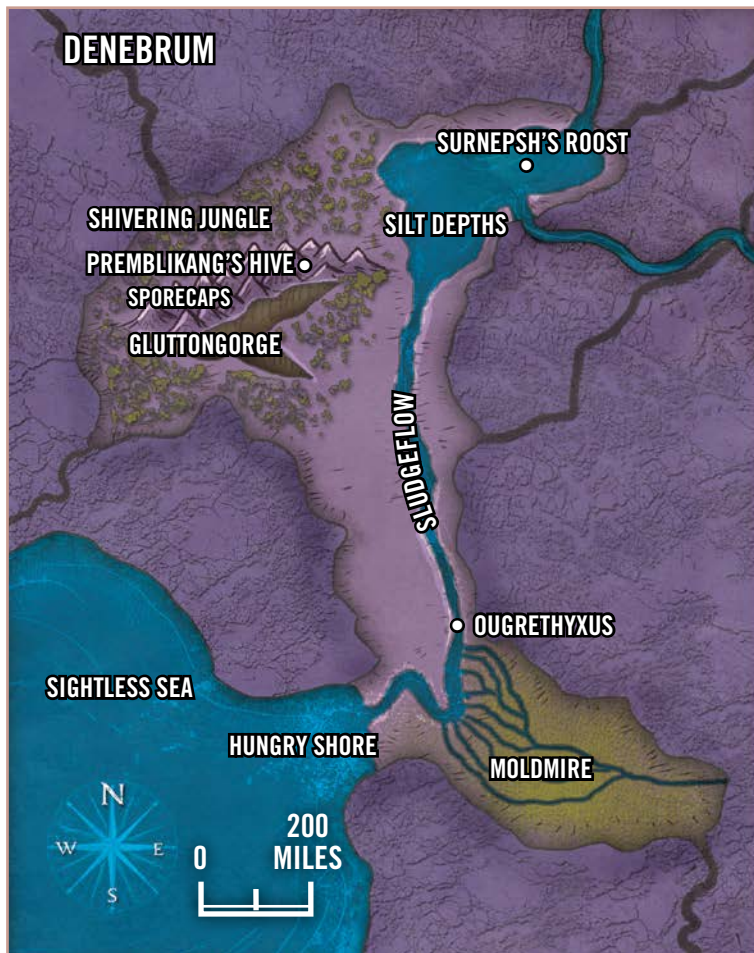 DENEBRUM
SURNEPSH'S ROOST
SHIVERING JUNGLE
SILT DEPTHS
PREMBLIKANG'S HIVE
SPORECAPS
GLUTTONGORGE
SLUDGEFLOW
OUGRETHYXUS
SIGHTLESS SEA
HUNGRY SHORE
MOLDMIRE
N
W
E
S
0
200
MILES